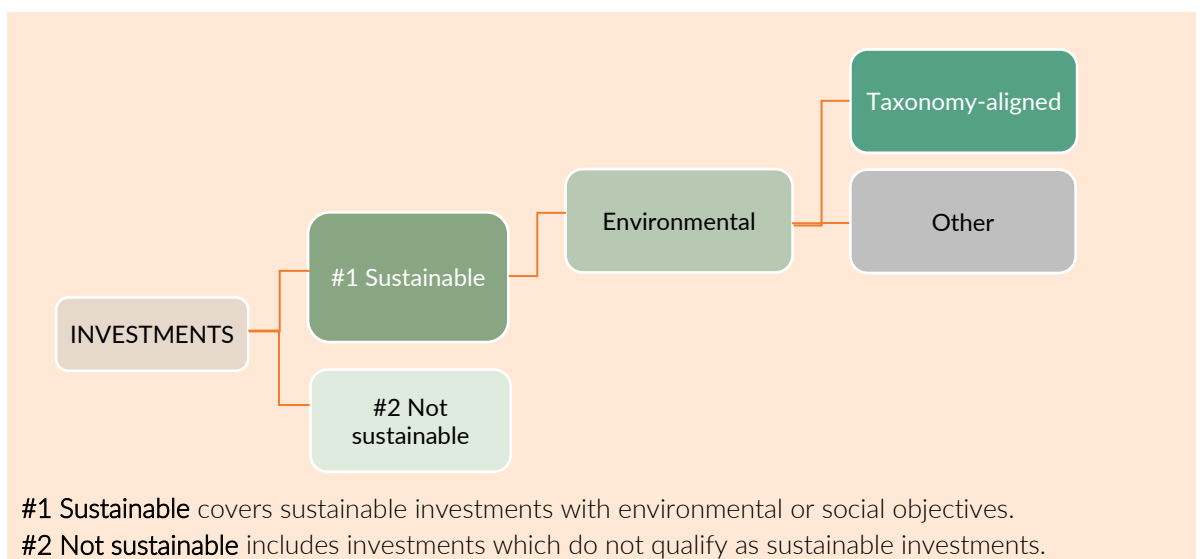 Taxonomy-aligned
Environmental
Other
#1 Sustainable
INVESTMENTS
#2 Not
sustainable
#1 Sustainable covers sustainable investments with environmental or social objectives.
#2 Not sustainable includes investments which do not qualify as sustainable investments.